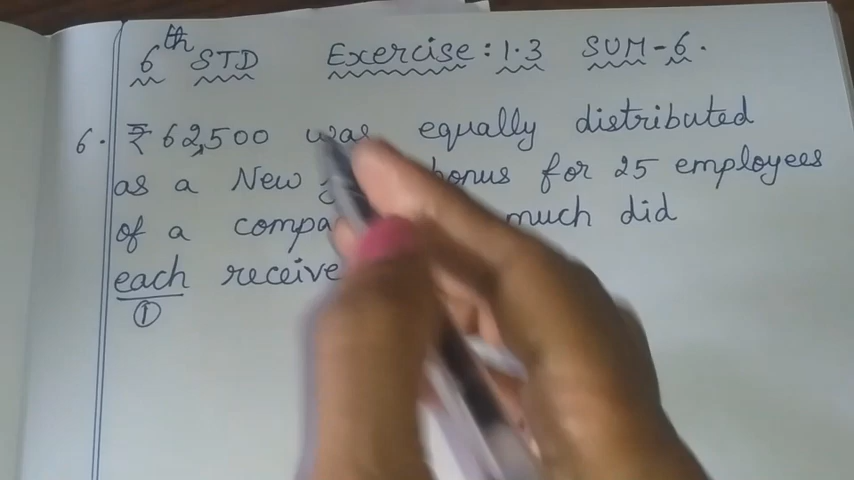 6th STD Exercise: 1.3 SUM-6.
6. ₹ 62,500 was equally distributed
as a New bonus for 25 employees
of a much did
each receive
①